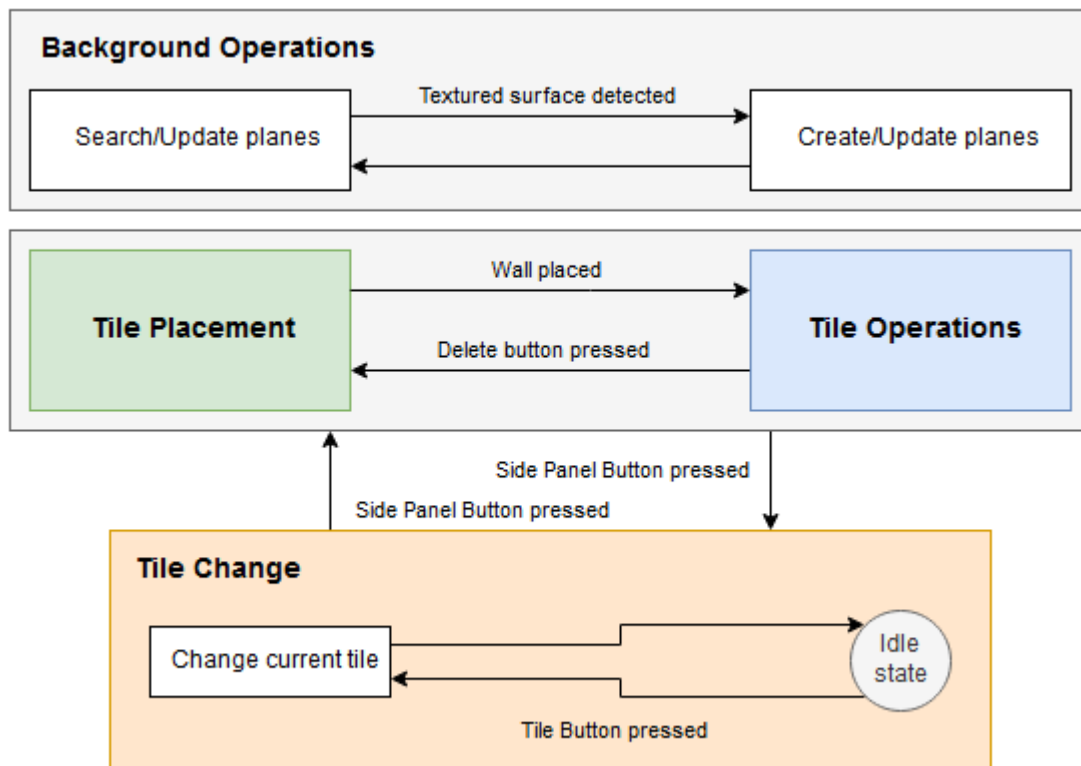 Background Operations
Textured surface detected
Search/Update planes
Create/Update planes
Wall placed
Tile Placement
Tile Operations
Delete button pressed
Side Panel Button pressed
Side Panel Button pressed
Tile Change
Change current tile
Idle
state
Tile Button pressed